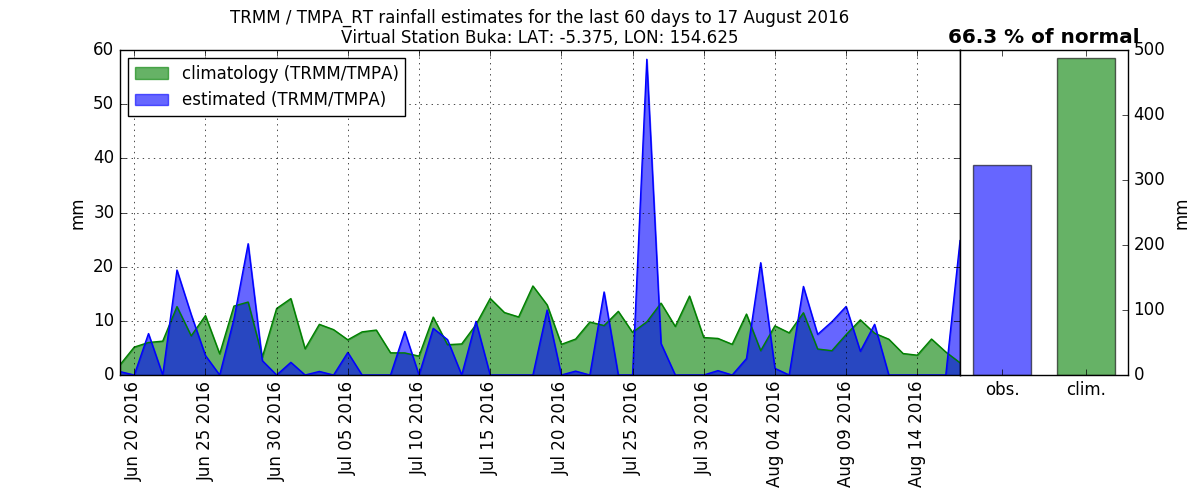 TRMM / TMPA_RT rainfall estimates for the last 60 days to 17 August 2016
Virtual Station Buka: LAT: -5.375, LON: 154.625
66.3 % of normal
climatology (TRMM/TMPA)
estimated (TRMM/TMPA)
60
50
40
30
20
10
0
mm
Jun 20 2016
Jun 25 2016
Jun 30 2016
Jul 05 2016
Jul 10 2016
Jul 15 2016
Jul 20 2016
Jul 25 2016
Jul 30 2016
Aug 04 2016
Aug 09 2016
Aug 14 2016
obs.
clim.
500
400
300
200
100
0
mm